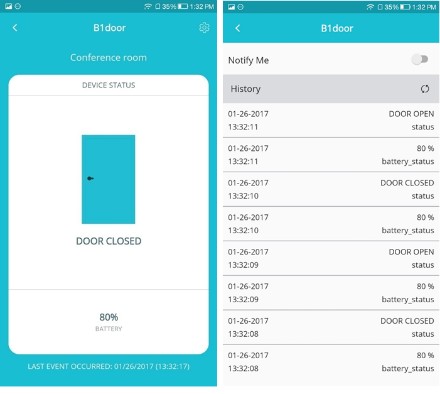 35% 1:32 PM
B1door
Conference room
DEVICE STATUS
DOOR CLOSED
80%
BATTERY
LAST EVENT OCCURRED: 01/26/2017 (13:32:17)
35% 1:32 PM
B1door
Notify Me
History
01-26-2017 DOOR OPEN
13:32:11 status
01-26-2017 80 %
13:32:11 battery_status
01-26-2017 DOOR CLOSED
13:32:10 status
01-26-2017 80 %
13:32:10 battery_status
01-26-2017 DOOR OPEN
13:32:09 status
01-26-2017 80 %
13:32:09 battery_status
01-26-2017 DOOR CLOSED
13:32:08 status
01-26-2017 80 %
13:32:08 battery_status